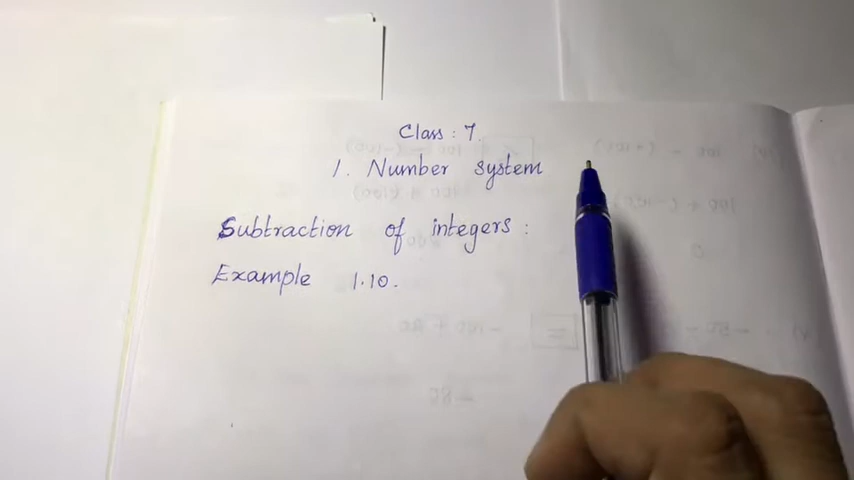 Class : 7.
1. Number system
Subtraction of integers :
Example 1.10.